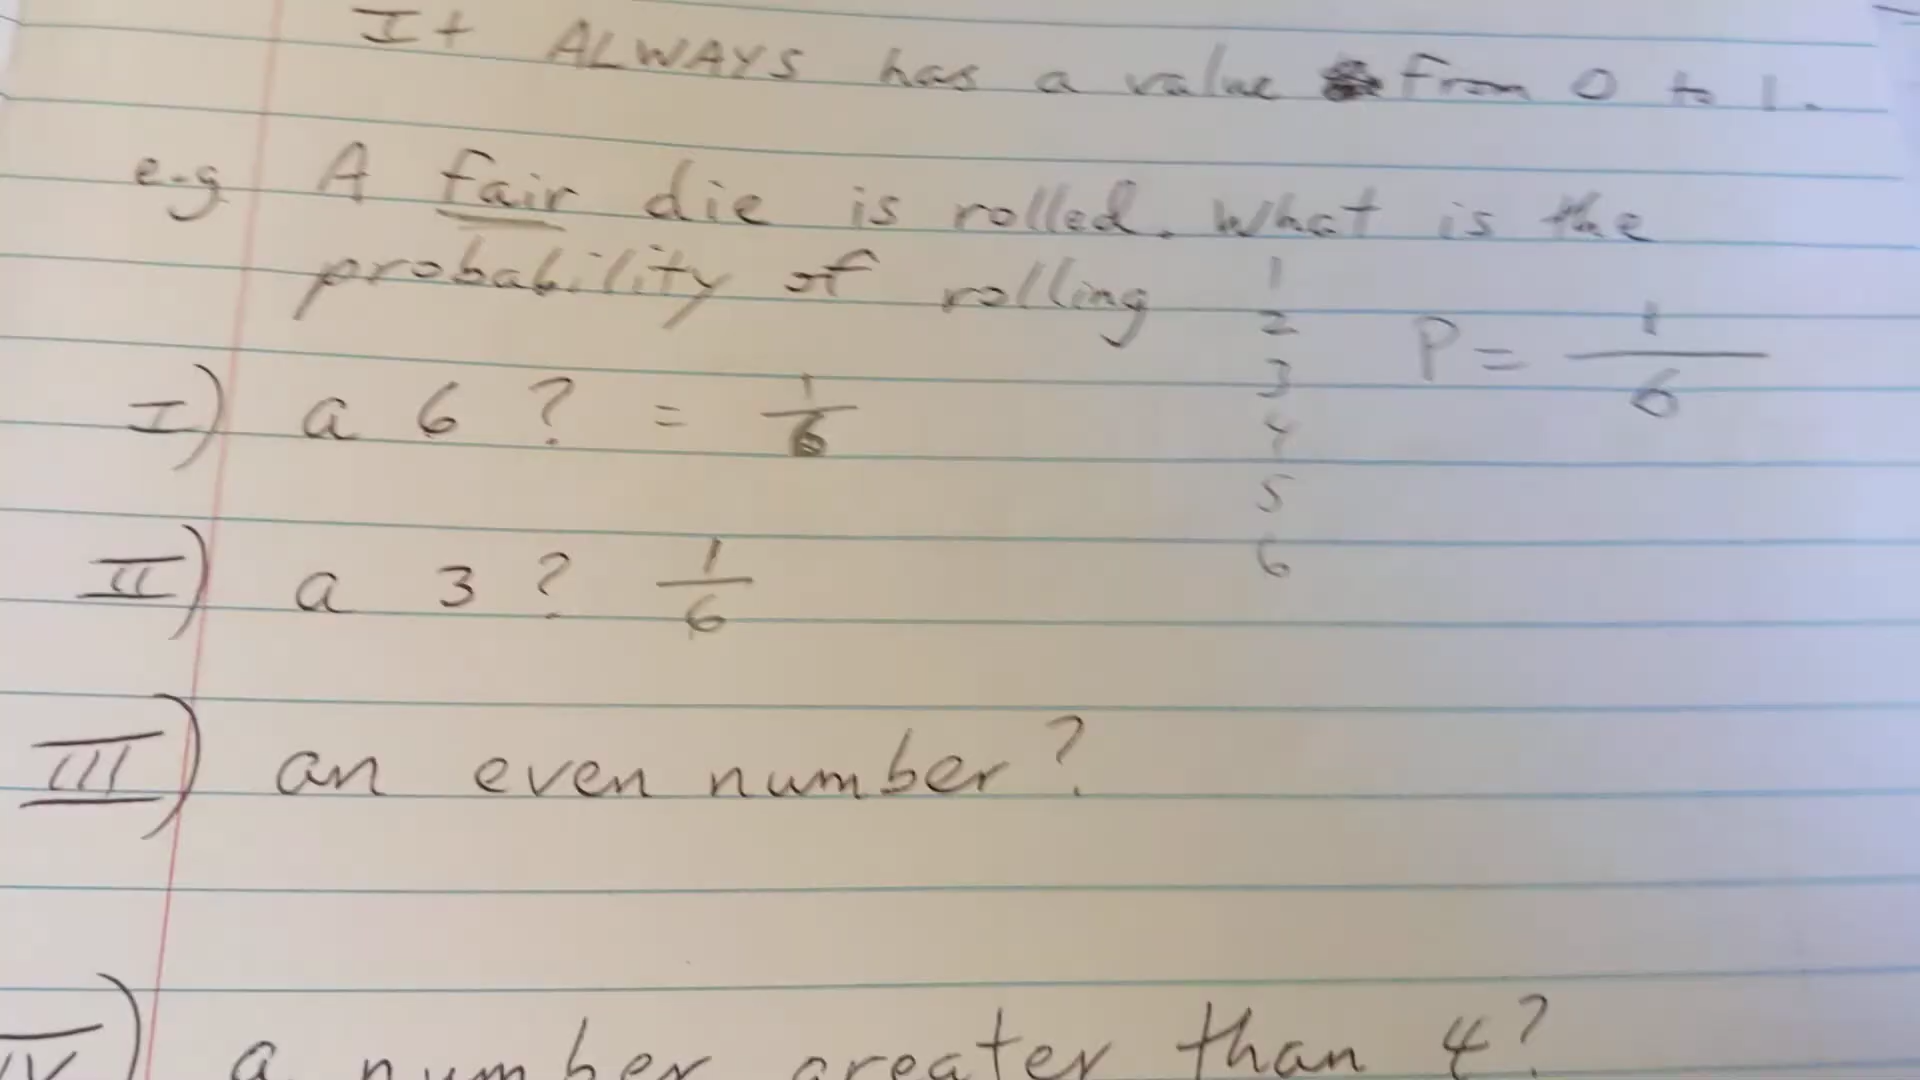 It ALWAYS has a value from 0 to 1.
e.g A fair die is rolled. What is the
probability of rolling
1
2
3
4
5
6
P = 1/6
I) a 6 ? = 1/6
II) a 3 ? 1/6
III) an even number?
IV) a number greater than 4?